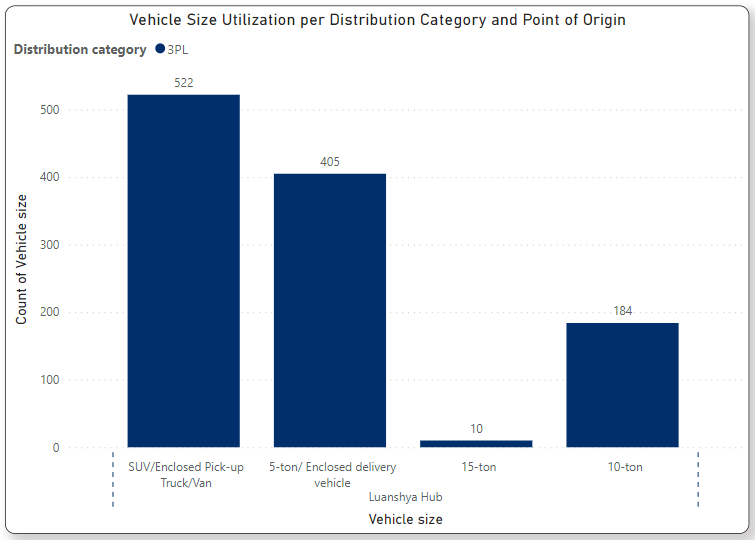 Vehicle Size Utilization per Distribution Category and Point of Origin
Distribution category 3PL
Count of Vehicle size
500
400
300
200
100
0
522
405
10
184
SUV/Enclosed Pick-up
Truck/Van
5-ton/ Enclosed delivery
vehicle
15-ton
10-ton
Luanshya Hub
Vehicle size